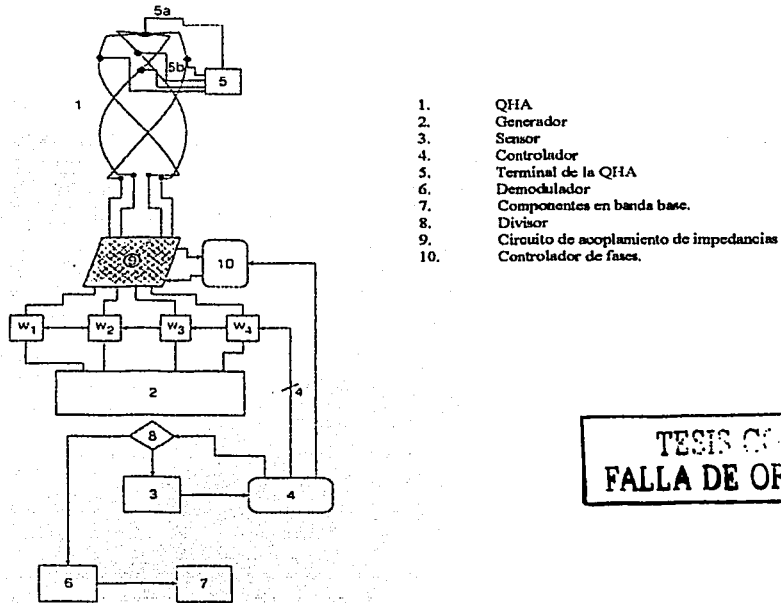 5a
5b
5
1
9
10
W1
W2
W3
W4
2
4
8
3
4
6
7
1. QHA
2. Generador
3. Sensor
4. Controlador
5. Terminal de la QHA
6. Demodulador
7. Componentes en banda base.
8. Divisor
9. Circuito de acoplamiento de impedancias
10. Controlador de fases.
TESIS
FALLA DE